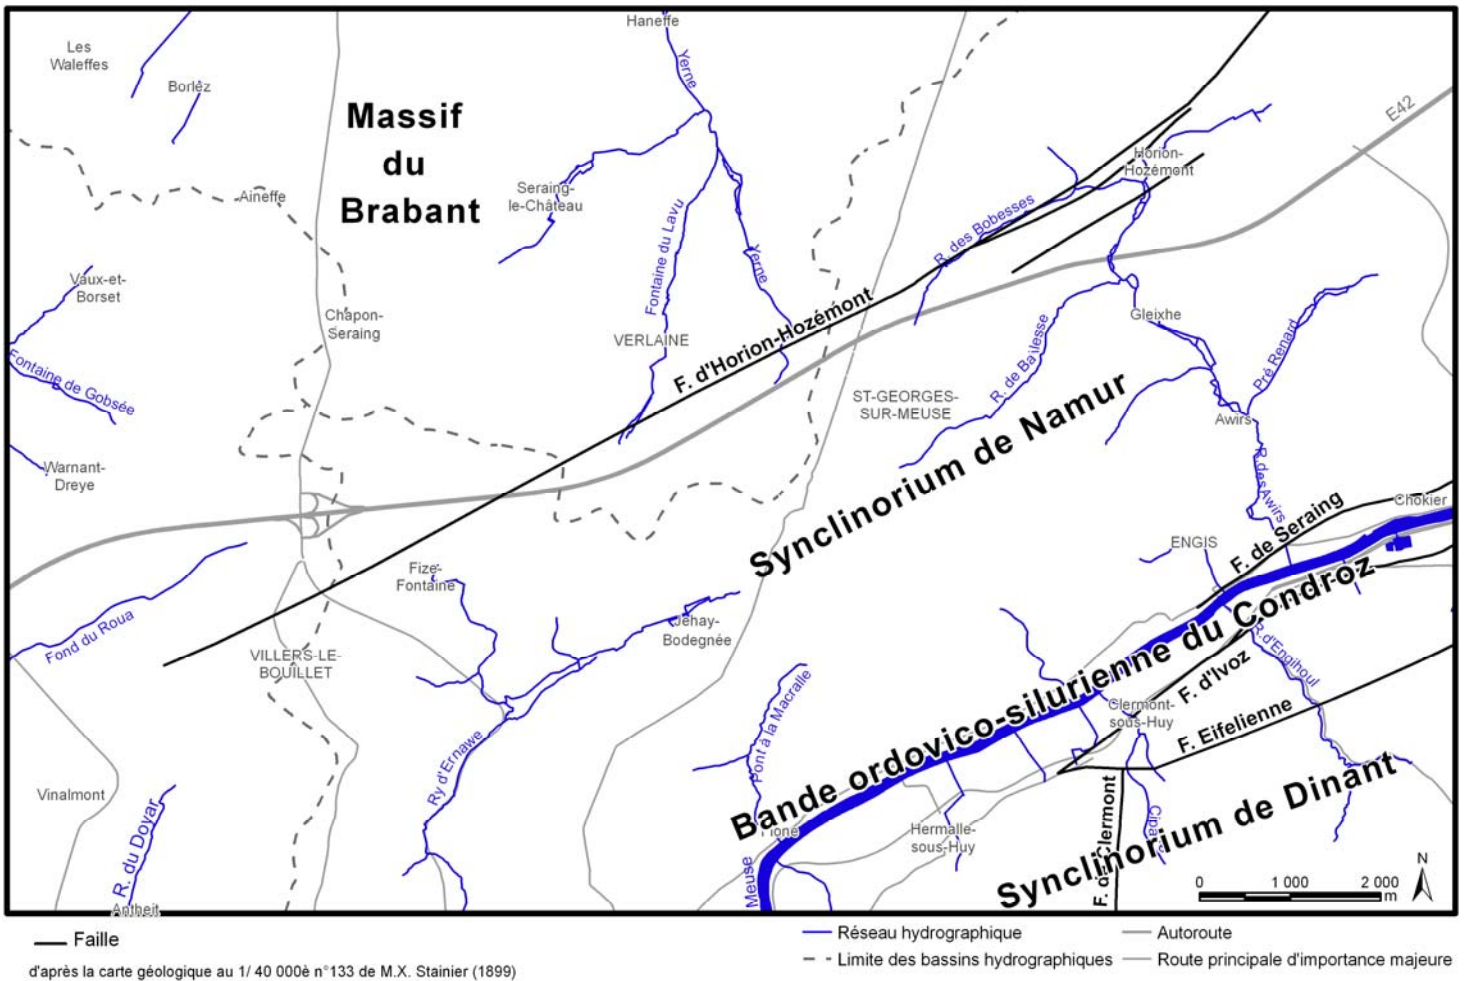 Haneffe
Les
Waleffes
Borlez
Massif
du
Brabant
Yerne
E42
Horion-
Hozémont
Aineffe
Seraing-
le-Château
Fontaine du Lavu
Yerne
R. des Bobesses
Vaux-et-
Borset
Chapon-
Seraing
VERLAINE
F. d'Horion-Hozémont
Gleixhe
R. de Bailesse
Pré Renard
Fontaine de Gobsée
ST-GEORGES-
SUR-MEUSE
Awirs
Synclinorium de Namur
Warnant-
Dreye
R.des Awirs
Chokier
F. de Seraing
ENGIS
Fize-
Fontaine
Fond du Roua
Jehay-
Bodegnée
VILLERS-LE-
BOUILLET
Bande ordovico-silurienne du Condroz
R.d'Engihoul
F. d'Ivoz
Clermont-
sous-Huy
F. Eifelienne
Pont à la Macralle
Ry d'Ernawe
Vinalmont
R. du Doyar
Antheit
Hermalle-
sous-Huy
Meuse
F. de Clermont
Synclinorium de Dinant
N
0 1 000 2 000
m
Faille
d'après la carte géologique au 1/ 40 000è n°133 de M.X. Stainier (1899)
Réseau hydrographique
Limite des bassins hydrographiques
Autoroute
Route principale d'importance majeure